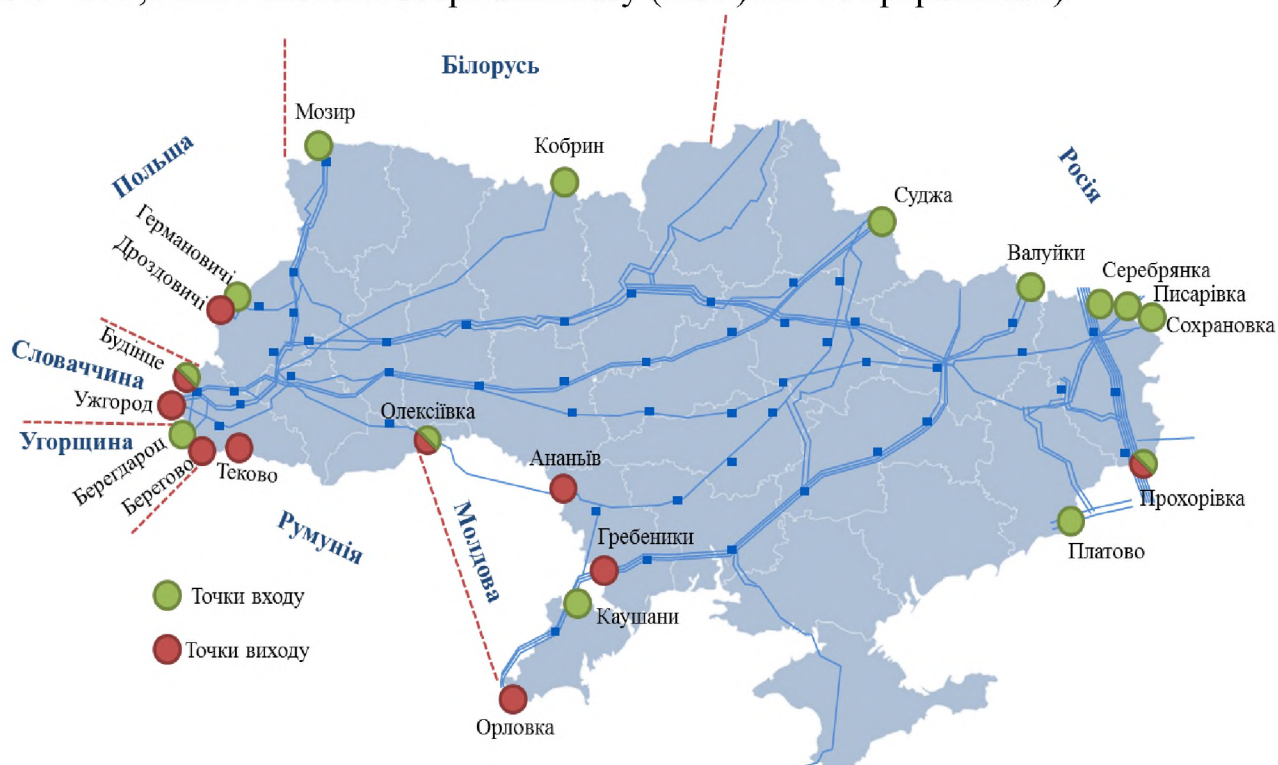 Білорусь
Мозир
Кобрин
Польща
Росія
Суджа
Германовичі
Дроздовичі
Валуйки
Серебрянка
Писарівка
Сохрановка
Будінце
Словаччина
Ужгород
Олексіївка
Угорщина
Берегдароц
Берегово
Теково
Ананьїв
Прохорівка
Молдова
Румунія
Гребеники
Платово
Точки входу
Каушани
Точки виходу
Орловка